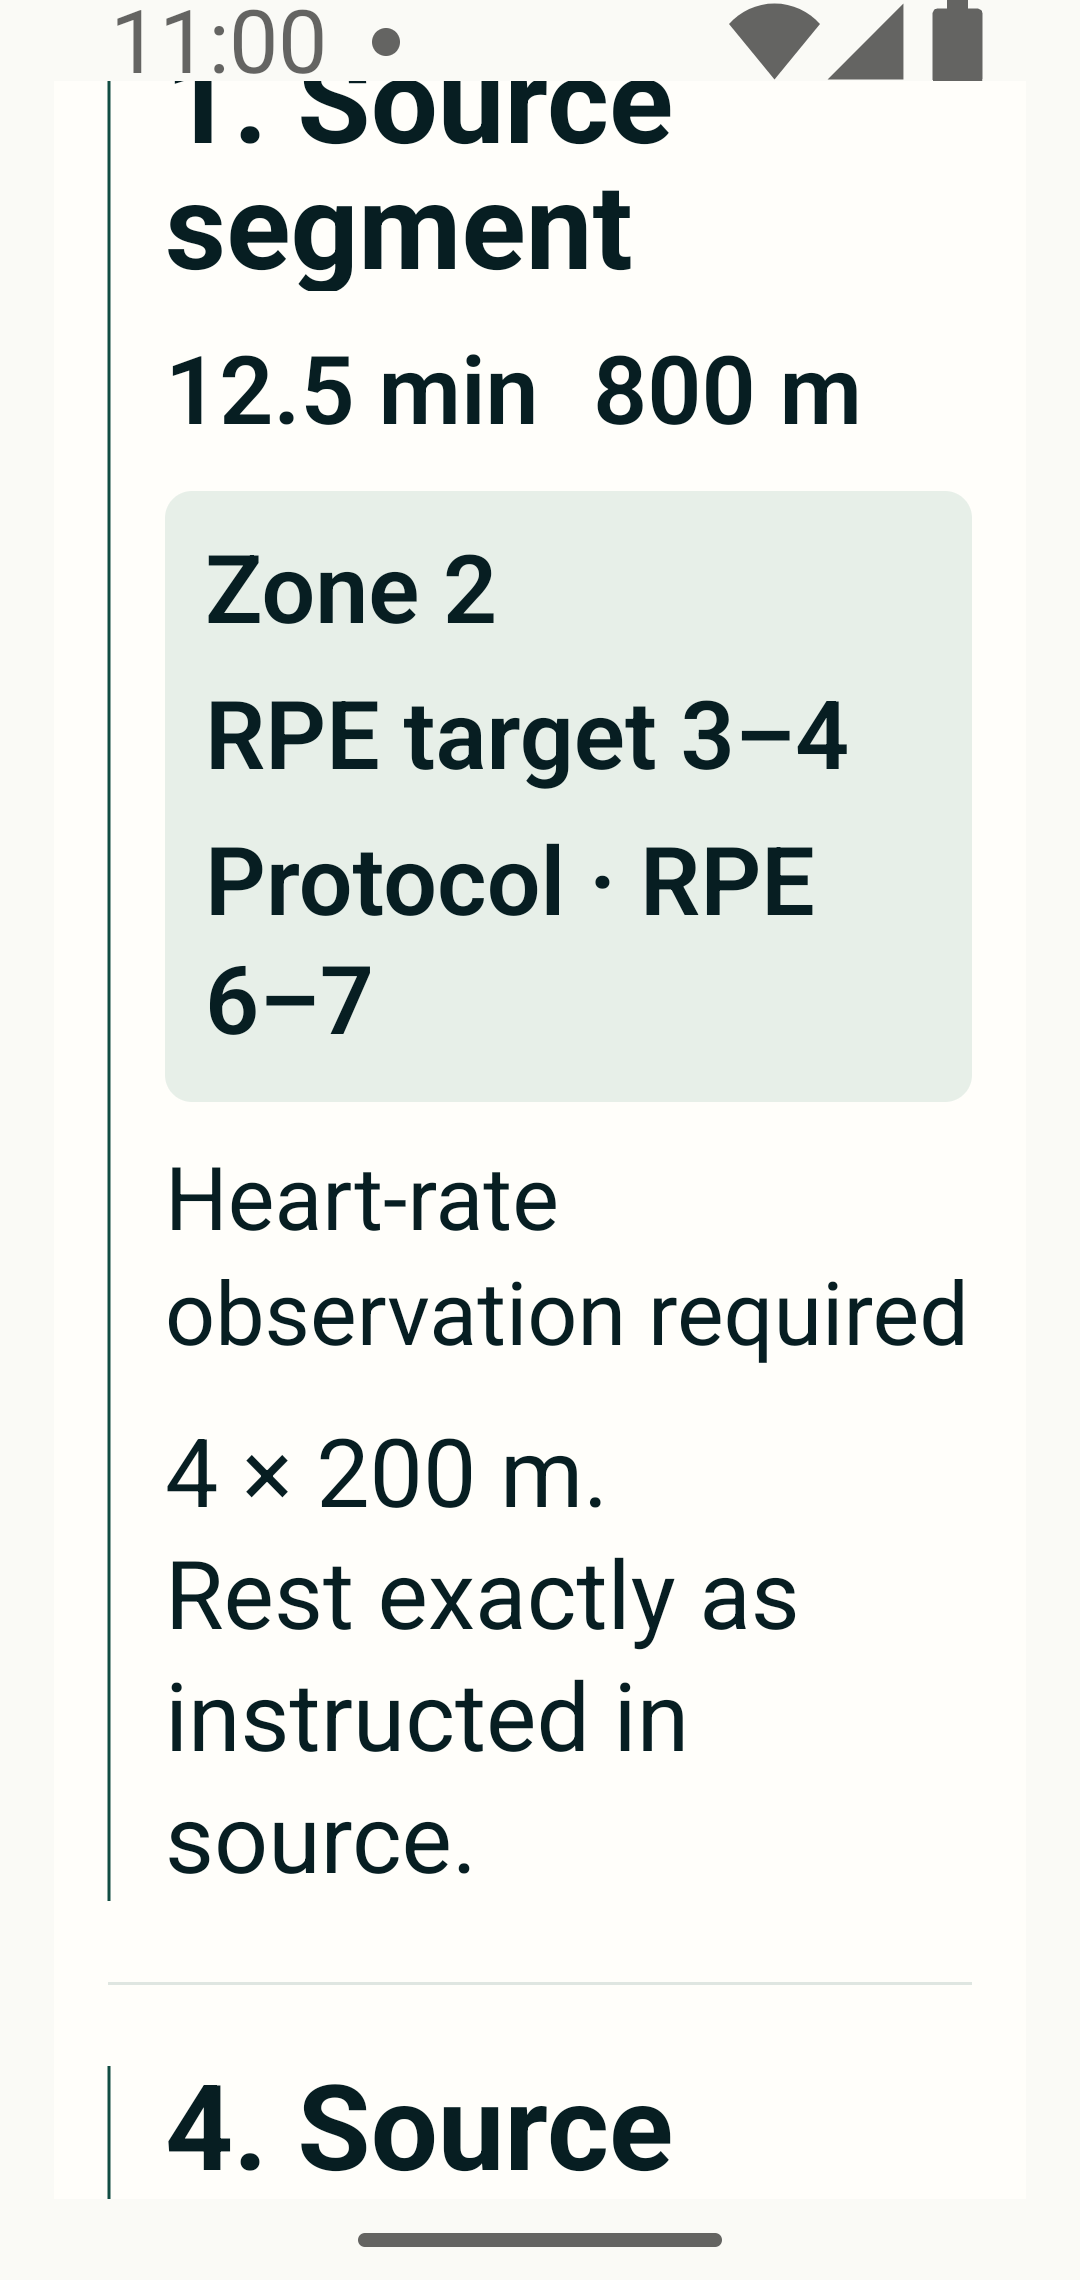 11:00
1. Source
segment
12.5 min 800 m
Zone 2
RPE target 3–4
Protocol · RPE
6–7
Heart-rate
observation required
4 × 200 m.
Rest exactly as
instructed in
source.
4. Source